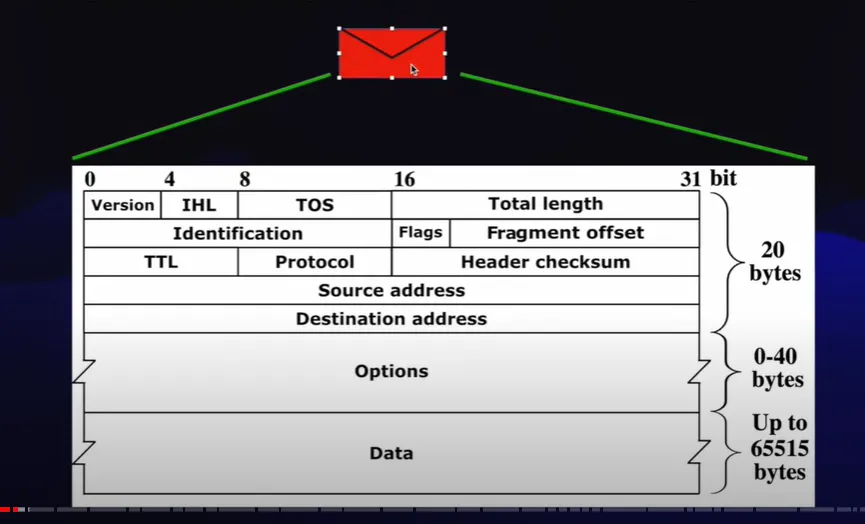 0 4 8 16 31 bit
Version IHL TOS Total length
Identification Flags Fragment offset
TTL Protocol Header checksum
Source address
Destination address
20
bytes
Options
0-40
bytes
Data
Up to
65515
bytes